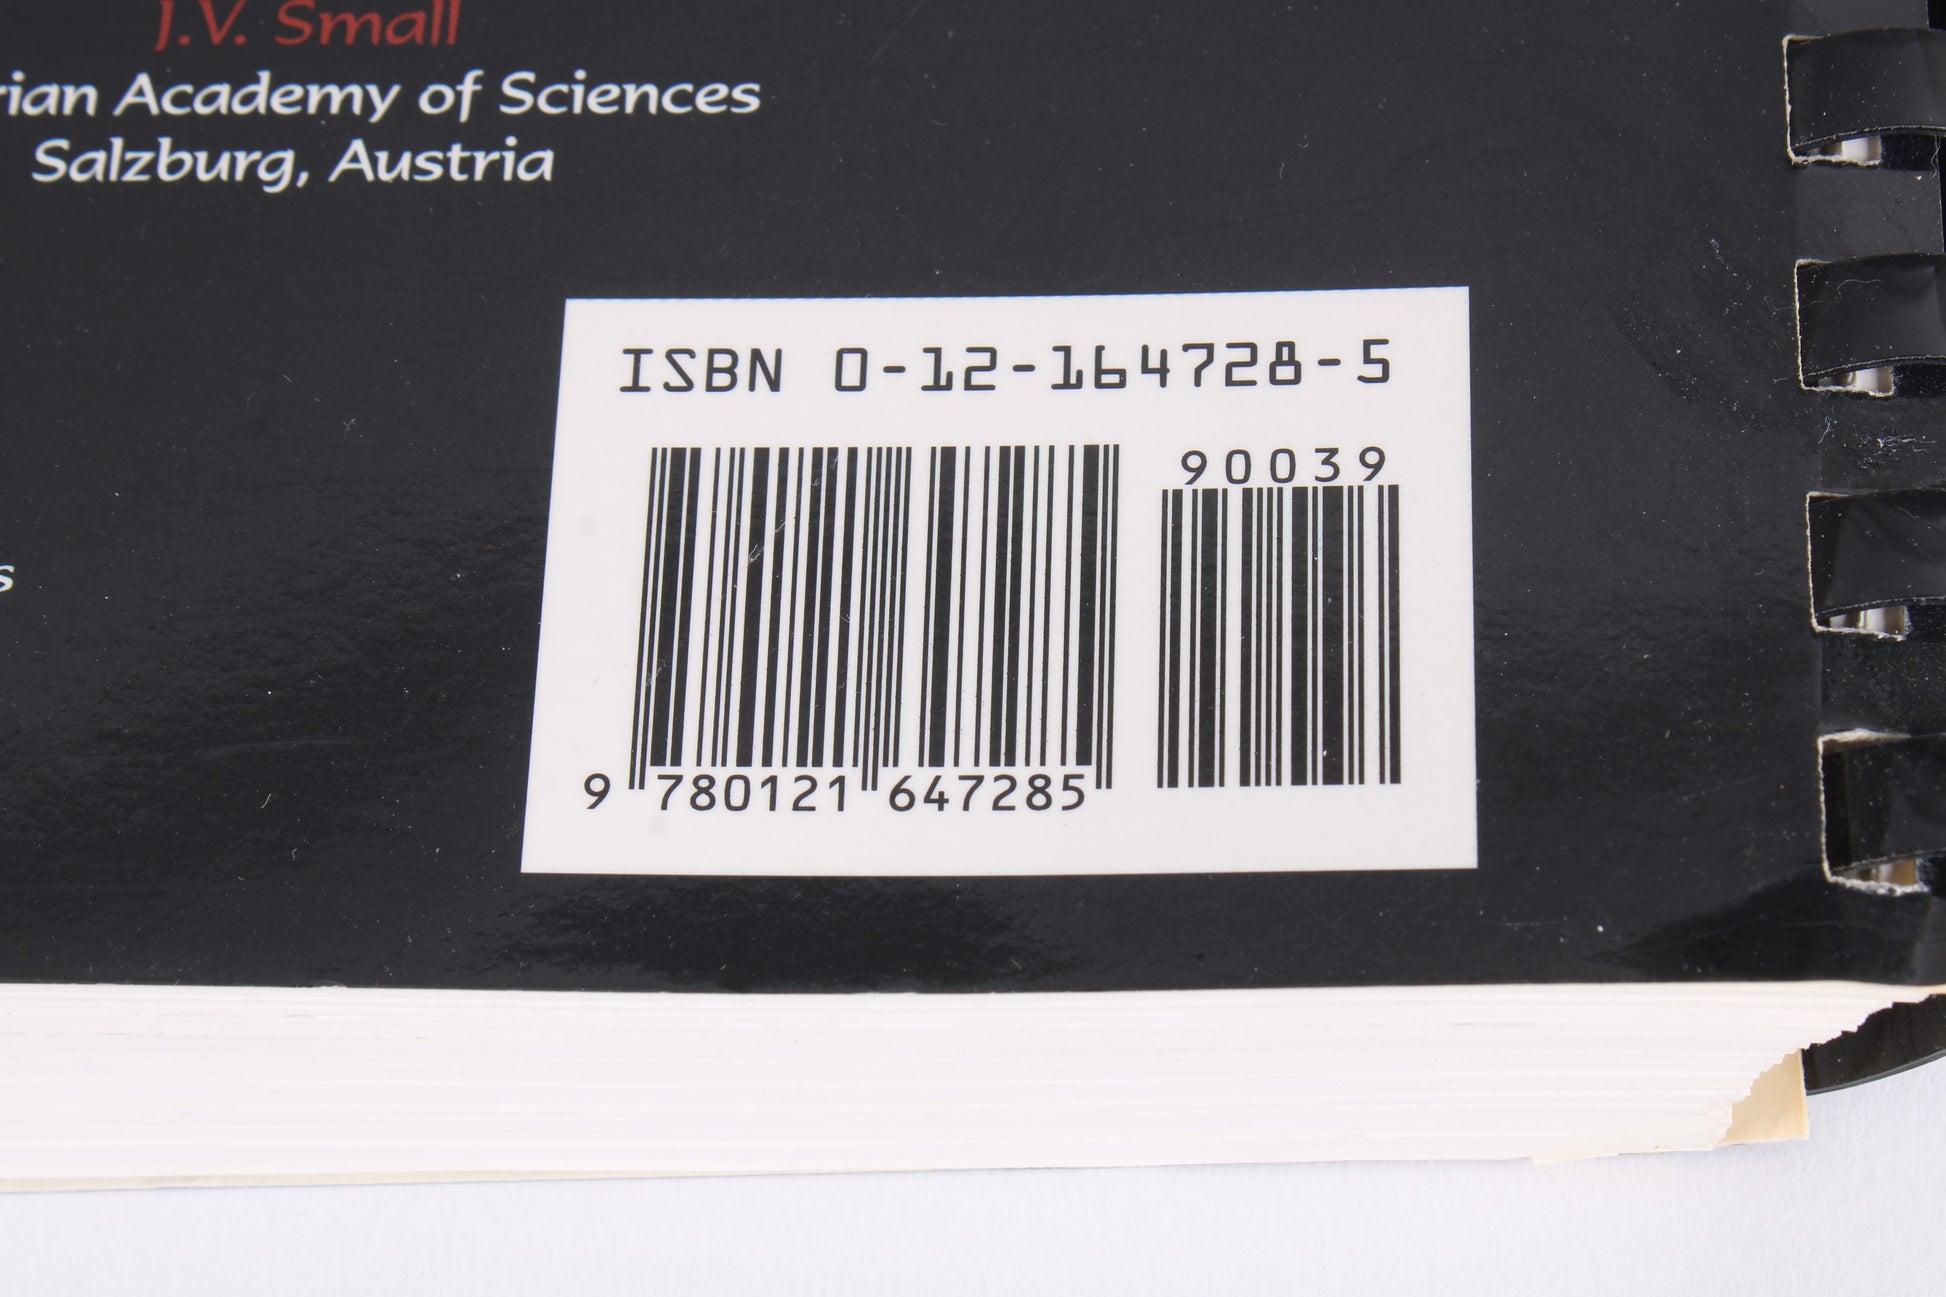 J.V. Small
rian Academy of Sciences
Salzburg, Austria
s
ISBN 0-12-164728-5
90039
9 780121 647285